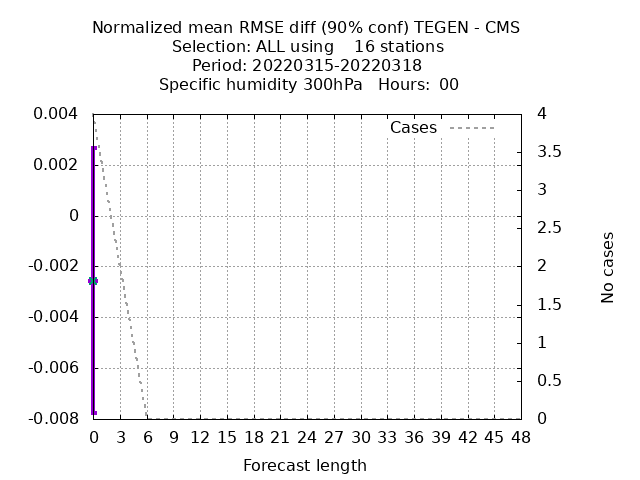 Normalized mean RMSE diff (90% conf) TEGEN - CMS
Selection: ALL using    16 stations
Period: 20220315-20220318
Specific humidity 300hPa   Hours:  00
Cases
0.004
0.002
0
-0.002
-0.004
-0.006
-0.008
4
3.5
3
2.5
2
1.5
1
0.5
0
No cases
0 3 6 9 12 15 18 21 24 27 30 33 36 39 42 45 48
Forecast length